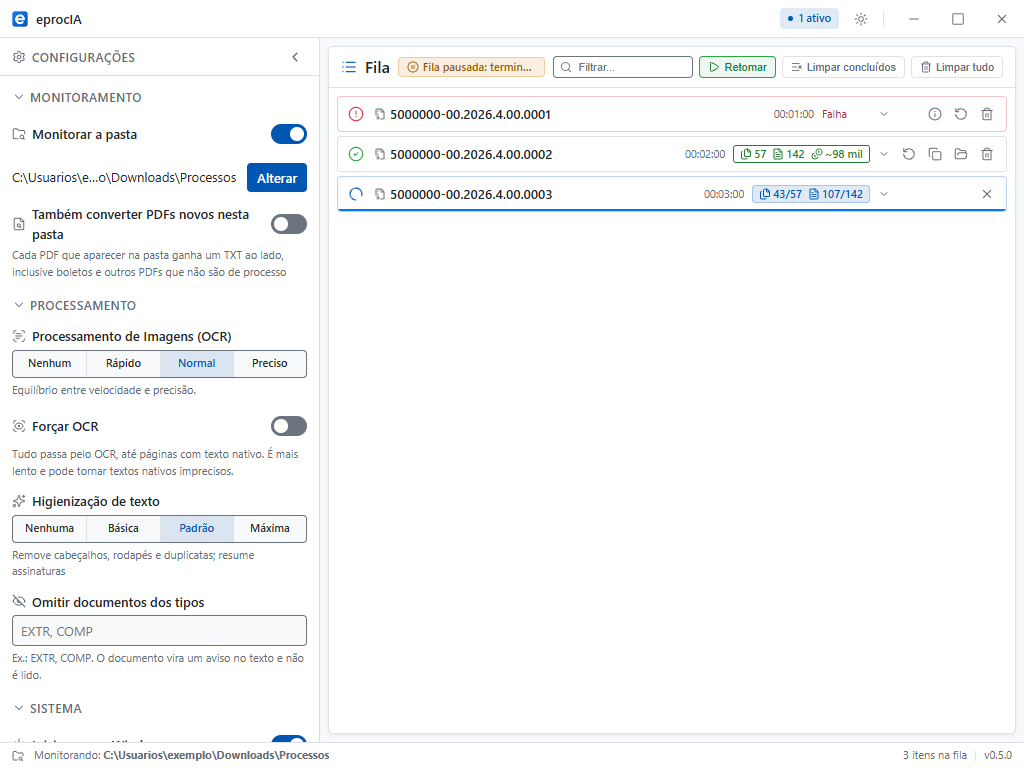 eprocIA
1 ativo
CONFIGURAÇÕES
MONITORAMENTO
Monitorar a pasta
C:\Usuarios\e...o\Downloads\Processos
Alterar
Também converter PDFs novos nesta
pasta
Cada PDF que aparecer na pasta ganha um TXT ao lado,
inclusive boletos e outros PDFs que não são de processo
PROCESSAMENTO
Processamento de Imagens (OCR)
Nenhum Rápido Normal Preciso
Equilíbrio entre velocidade e precisão.
Forçar OCR
Tudo passa pelo OCR, até páginas com texto nativo. É mais
lento e pode tornar textos nativos imprecisos.
Higienização de texto
Nenhuma Básica Padrão Máxima
Remove cabeçalhos, rodapés e duplicatas; resume
assinaturas
Omitir documentos dos tipos
EXTR, COMP
Ex.: EXTR, COMP. O documento vira um aviso no texto e não
é lido.
SISTEMA
Fila
Fila pausada: termin...
Filtrar...
Retomar
Limpar concluídos
Limpar tudo
5000000-00.2026.4.00.0001 00:01:00 Falha
5000000-00.2026.4.00.0002 00:02:00 57 142 ~98 mil
5000000-00.2026.4.00.0003 00:03:00 43/57 107/142
Monitorando: C:\Usuarios\exemplo\Downloads\Processos
3 itens na fila
v0.5.0